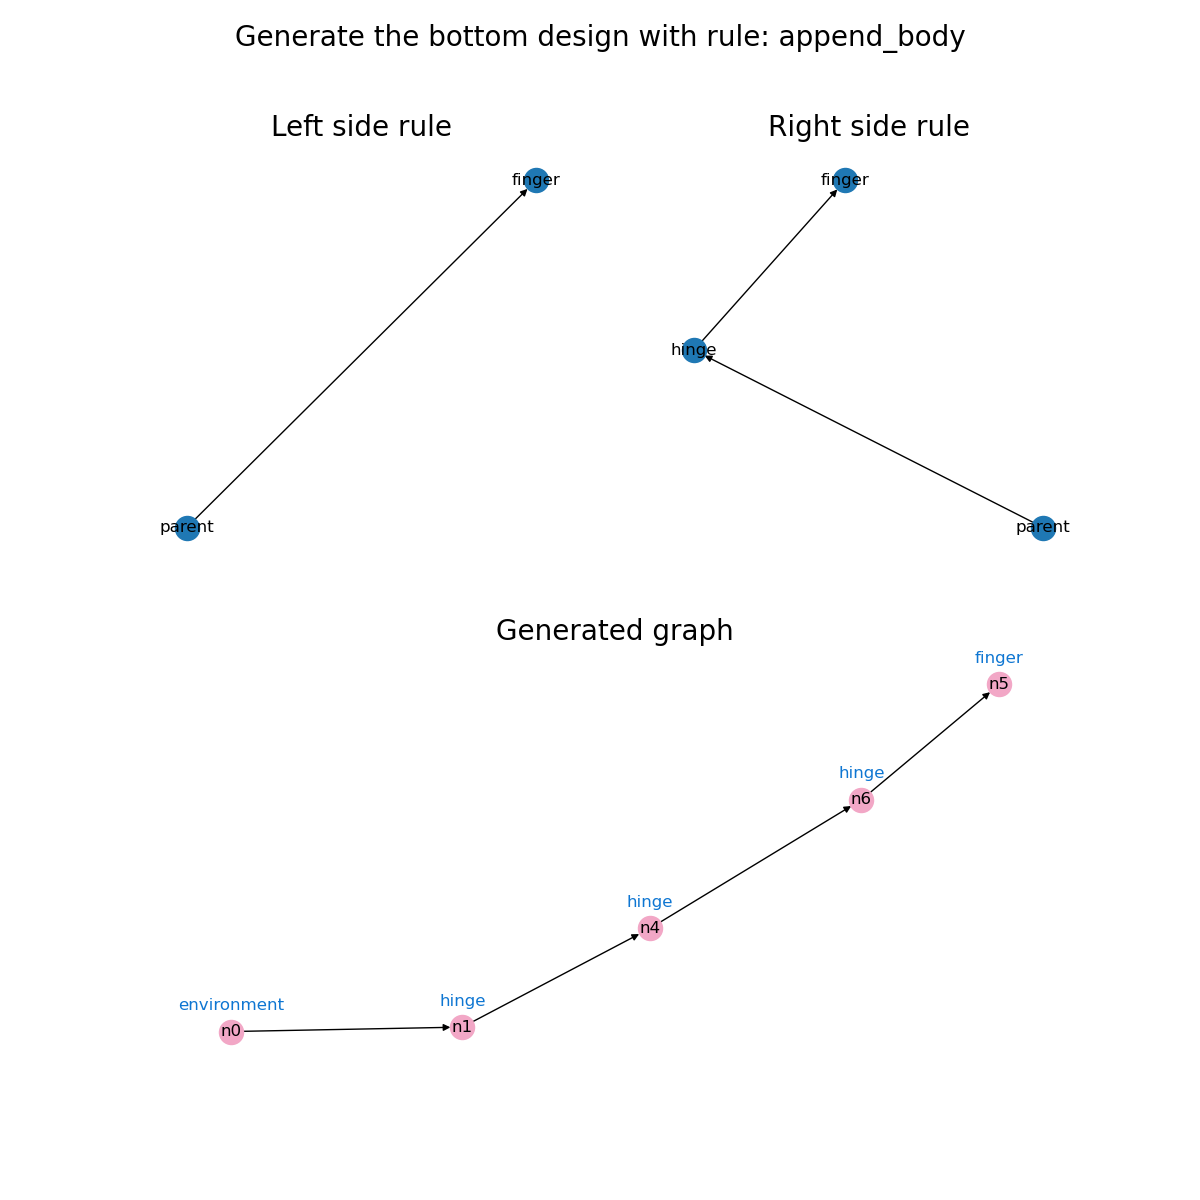 Generate the bottom design with rule: append_body
Left side rule
Right side rule
finger
parent
finger
hinge
parent
Generated graph
finger
n5
hinge
n6
hinge
n4
environment
n0
hinge
n1